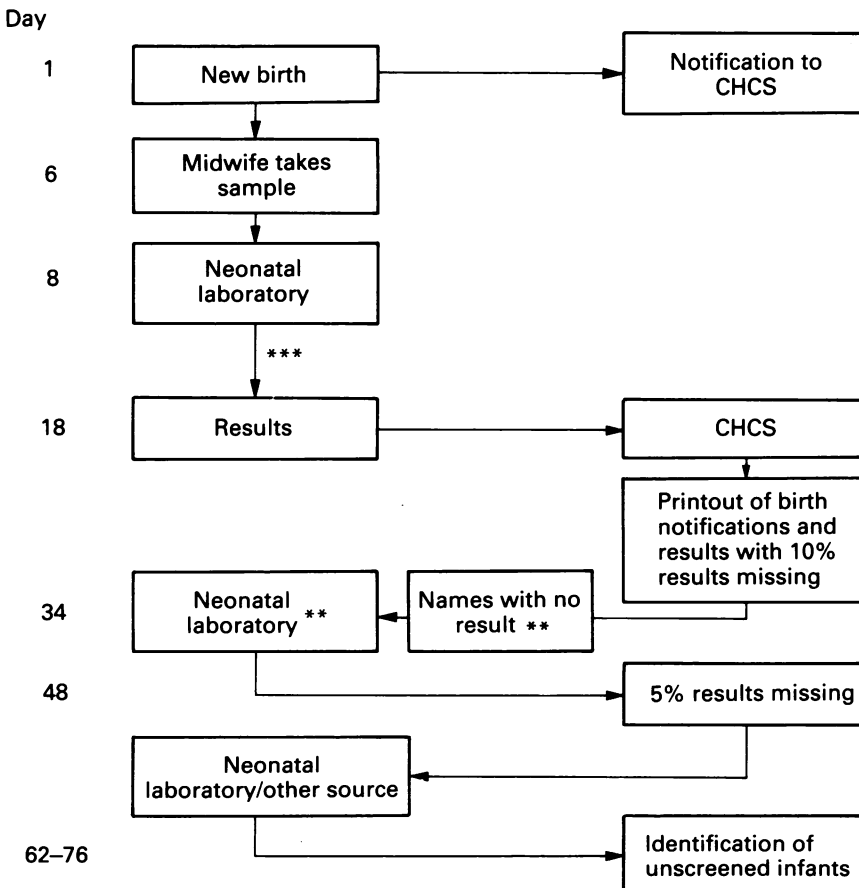 Day
1
New birth
Notification to
CHCS
6
Midwife takes
sample
8
Neonatal
laboratory
***
18
Results
CHCS
Printout of birth
notifications and
results with 10%
results missing
34
Neonatal
laboratory **
Names with no
result **
48
5% results missing
Neonatal
laboratory/other source
62–76
Identification of
unscreened infants